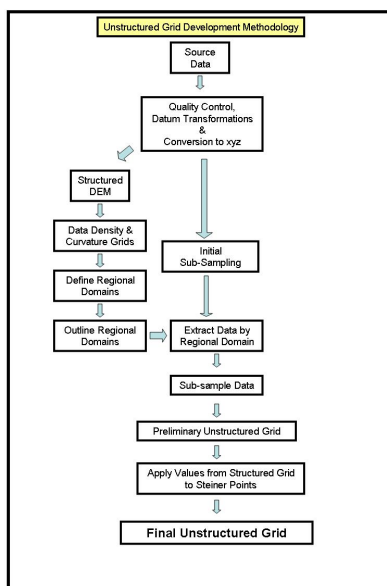 Unstructured Grid Development Methodology
Source
Data
Quality Control,
Datum Transformations
&
Conversion to xyz
Structured
DEM
Data Density &
Curvature Grids
Define Regional
Domains
Outline Regional
Domains
Initial
Sub-Sampling
Extract Data by
Regional Domain
Sub-sample Data
Preliminary Unstructured Grid
Apply Values from Structured Grid
to Steiner Points
Final Unstructured Grid